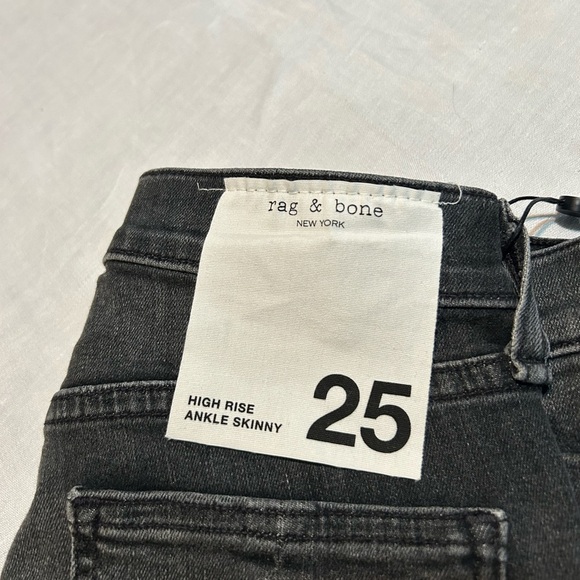 rag & bone
NEW YORK
HIGH RISE
ANKLE SKINNY
25